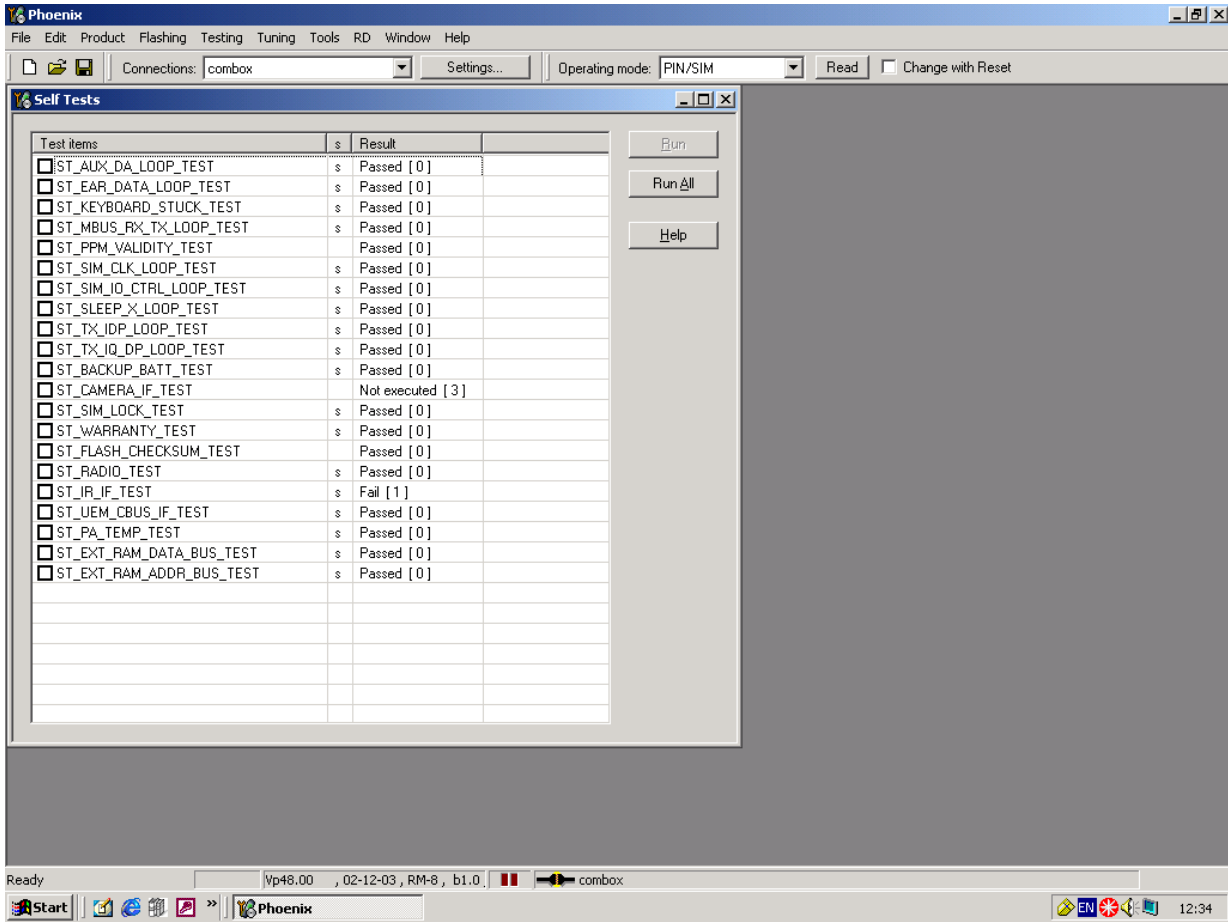 Phoenix
File Edit Product Flashing Testing Tuning Tools RD Window Help
Connections: combox Settings... Operating mode: PIN/SIM Read Change with Reset
Self Tests
Test items s Result
ST_AUX_DA_LOOP_TEST s Passed [ 0 ]
ST_EAR_DATA_LOOP_TEST s Passed [ 0 ]
ST_KEYBOARD_STUCK_TEST s Passed [ 0 ]
ST_MBUS_RX_TX_LOOP_TEST s Passed [ 0 ]
ST_PPM_VALIDITY_TEST Passed [ 0 ]
ST_SIM_CLK_LOOP_TEST s Passed [ 0 ]
ST_SIM_IO_CTRL_LOOP_TEST s Passed [ 0 ]
ST_SLEEP_X_LOOP_TEST s Passed [ 0 ]
ST_TX_IDP_LOOP_TEST s Passed [ 0 ]
ST_TX_IQ_DP_LOOP_TEST s Passed [ 0 ]
ST_BACKUP_BATT_TEST s Passed [ 0 ]
ST_CAMERA_IF_TEST Not executed [ 3 ]
ST_SIM_LOCK_TEST s Passed [ 0 ]
ST_WARRANTY_TEST s Passed [ 0 ]
ST_FLASH_CHECKSUM_TEST Passed [ 0 ]
ST_RADIO_TEST s Passed [ 0 ]
ST_IR_IF_TEST s Fail [ 1 ]
ST_UEM_CBUS_IF_TEST s Passed [ 0 ]
ST_PA_TEMP_TEST s Passed [ 0 ]
ST_EXT_RAM_DATA_BUS_TEST s Passed [ 0 ]
ST_EXT_RAM_ADDR_BUS_TEST s Passed [ 0 ]
Run
Run All
Help
Ready Vp48.00 , 02-12-03 , RM-8 , b1.0 combox
Start » Phoenix EN 12:34